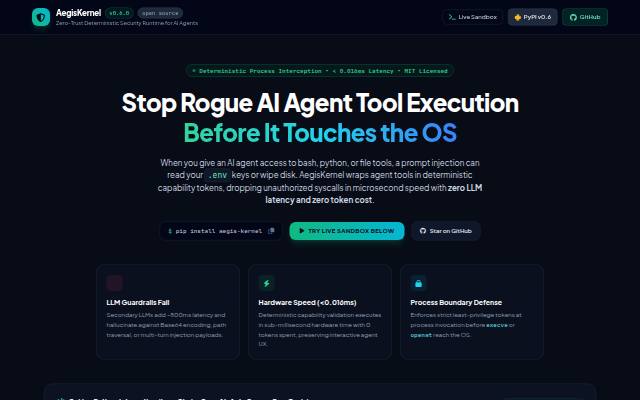 AegisKernel v0.6.0 open source
Zero-Trust Deterministic Security Runtime for AI Agents
Live Sandbox
PyPI v0.6
GitHub
Deterministic Process Interception • < 0.016ms Latency • MIT Licensed
Stop Rogue AI Agent Tool Execution
Before It Touches the OS
When you give an AI agent access to bash, python, or file tools, a prompt injection can
read your .env keys or wipe disk. AegisKernel wraps agent tools in deterministic
capability tokens, dropping unauthorized syscalls in microsecond speed with zero LLM
latency and zero token cost.
$ pip install aegis-kernel
TRY LIVE SANDBOX BELOW
Star on GitHub
LLM Guardrails Fail
Secondary LLMs add ~800ms latency and
hallucinate against Base64 encoding, path
traversal, or multi-turn injection payloads.
Hardware Speed (<0.016ms)
Deterministic capability validation executes
in sub-millisecond hardware time with 0
tokens spent, preserving interactive agent
UX.
Process Boundary Defense
Enforces strict least-privilege tokens at
process invocation before execve or
openat reach the OS.